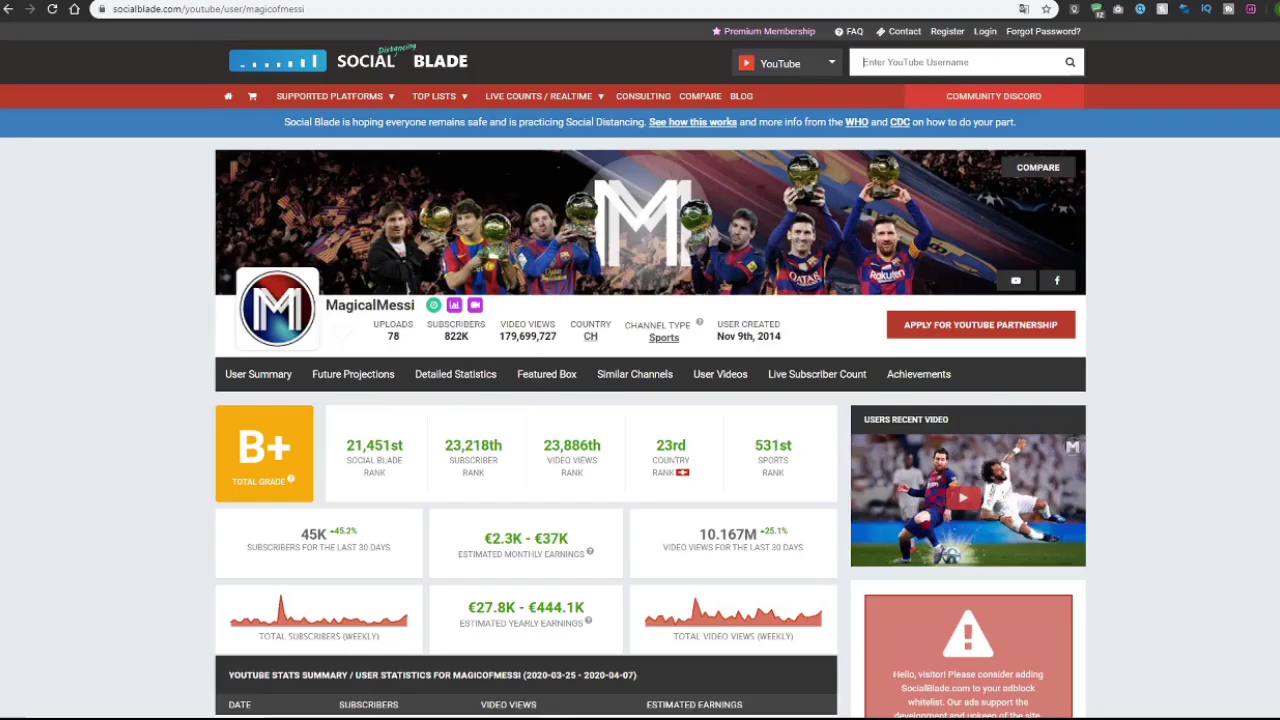 socialblade.com/youtube/user/magicofmessi
12
Premium Membership FAQ Contact Register Login Forgot Password?
Distancing
SOCIAL BLADE
YouTube
Enter YouTube Username
SUPPORTED PLATFORMS TOP LISTS LIVE COUNTS / REALTIME CONSULTING COMPARE BLOG COMMUNITY DISCORD
Social Blade is hoping everyone remains safe and is practicing Social Distancing. See how this works and more info from the WHO and CDC on how to do your part.
COMPARE
M
QATAR
Rakuten
M
MagicalMessi
UPLOADS SUBSCRIBERS VIDEO VIEWS COUNTRY CHANNEL TYPE USER CREATED
78 822K 179,699,727 CH Sports Nov 9th, 2014
APPLY FOR YOUTUBE PARTNERSHIP
User Summary Future Projections Detailed Statistics Featured Box Similar Channels User Videos Live Subscriber Count Achievements
B+
TOTAL GRADE
21,451st 23,218th 23,886th 23rd 531st
SOCIAL BLADE SUBSCRIBER VIDEO VIEWS COUNTRY SPORTS
RANK RANK RANK RANK RANK
USERS RECENT VIDEO
M
45K +45.2%
SUBSCRIBERS FOR THE LAST 30 DAYS
€2.3K - €37K
ESTIMATED MONTHLY EARNINGS
10.167M +25.1%
VIDEO VIEWS FOR THE LAST 30 DAYS
TOTAL SUBSCRIBERS (WEEKLY)
€27.8K - €444.1K
ESTIMATED YEARLY EARNINGS
TOTAL VIDEO VIEWS (WEEKLY)
YOUTUBE STATS SUMMARY / USER STATISTICS FOR MAGICOFMESSI (2020-03-25 - 2020-04-07)
DATE SUBSCRIBERS VIDEO VIEWS ESTIMATED EARNINGS
Hello, visitor! Please consider adding
SocialBlade.com to your adblock
whitelist. Our ads support the
development and upkeep of the site